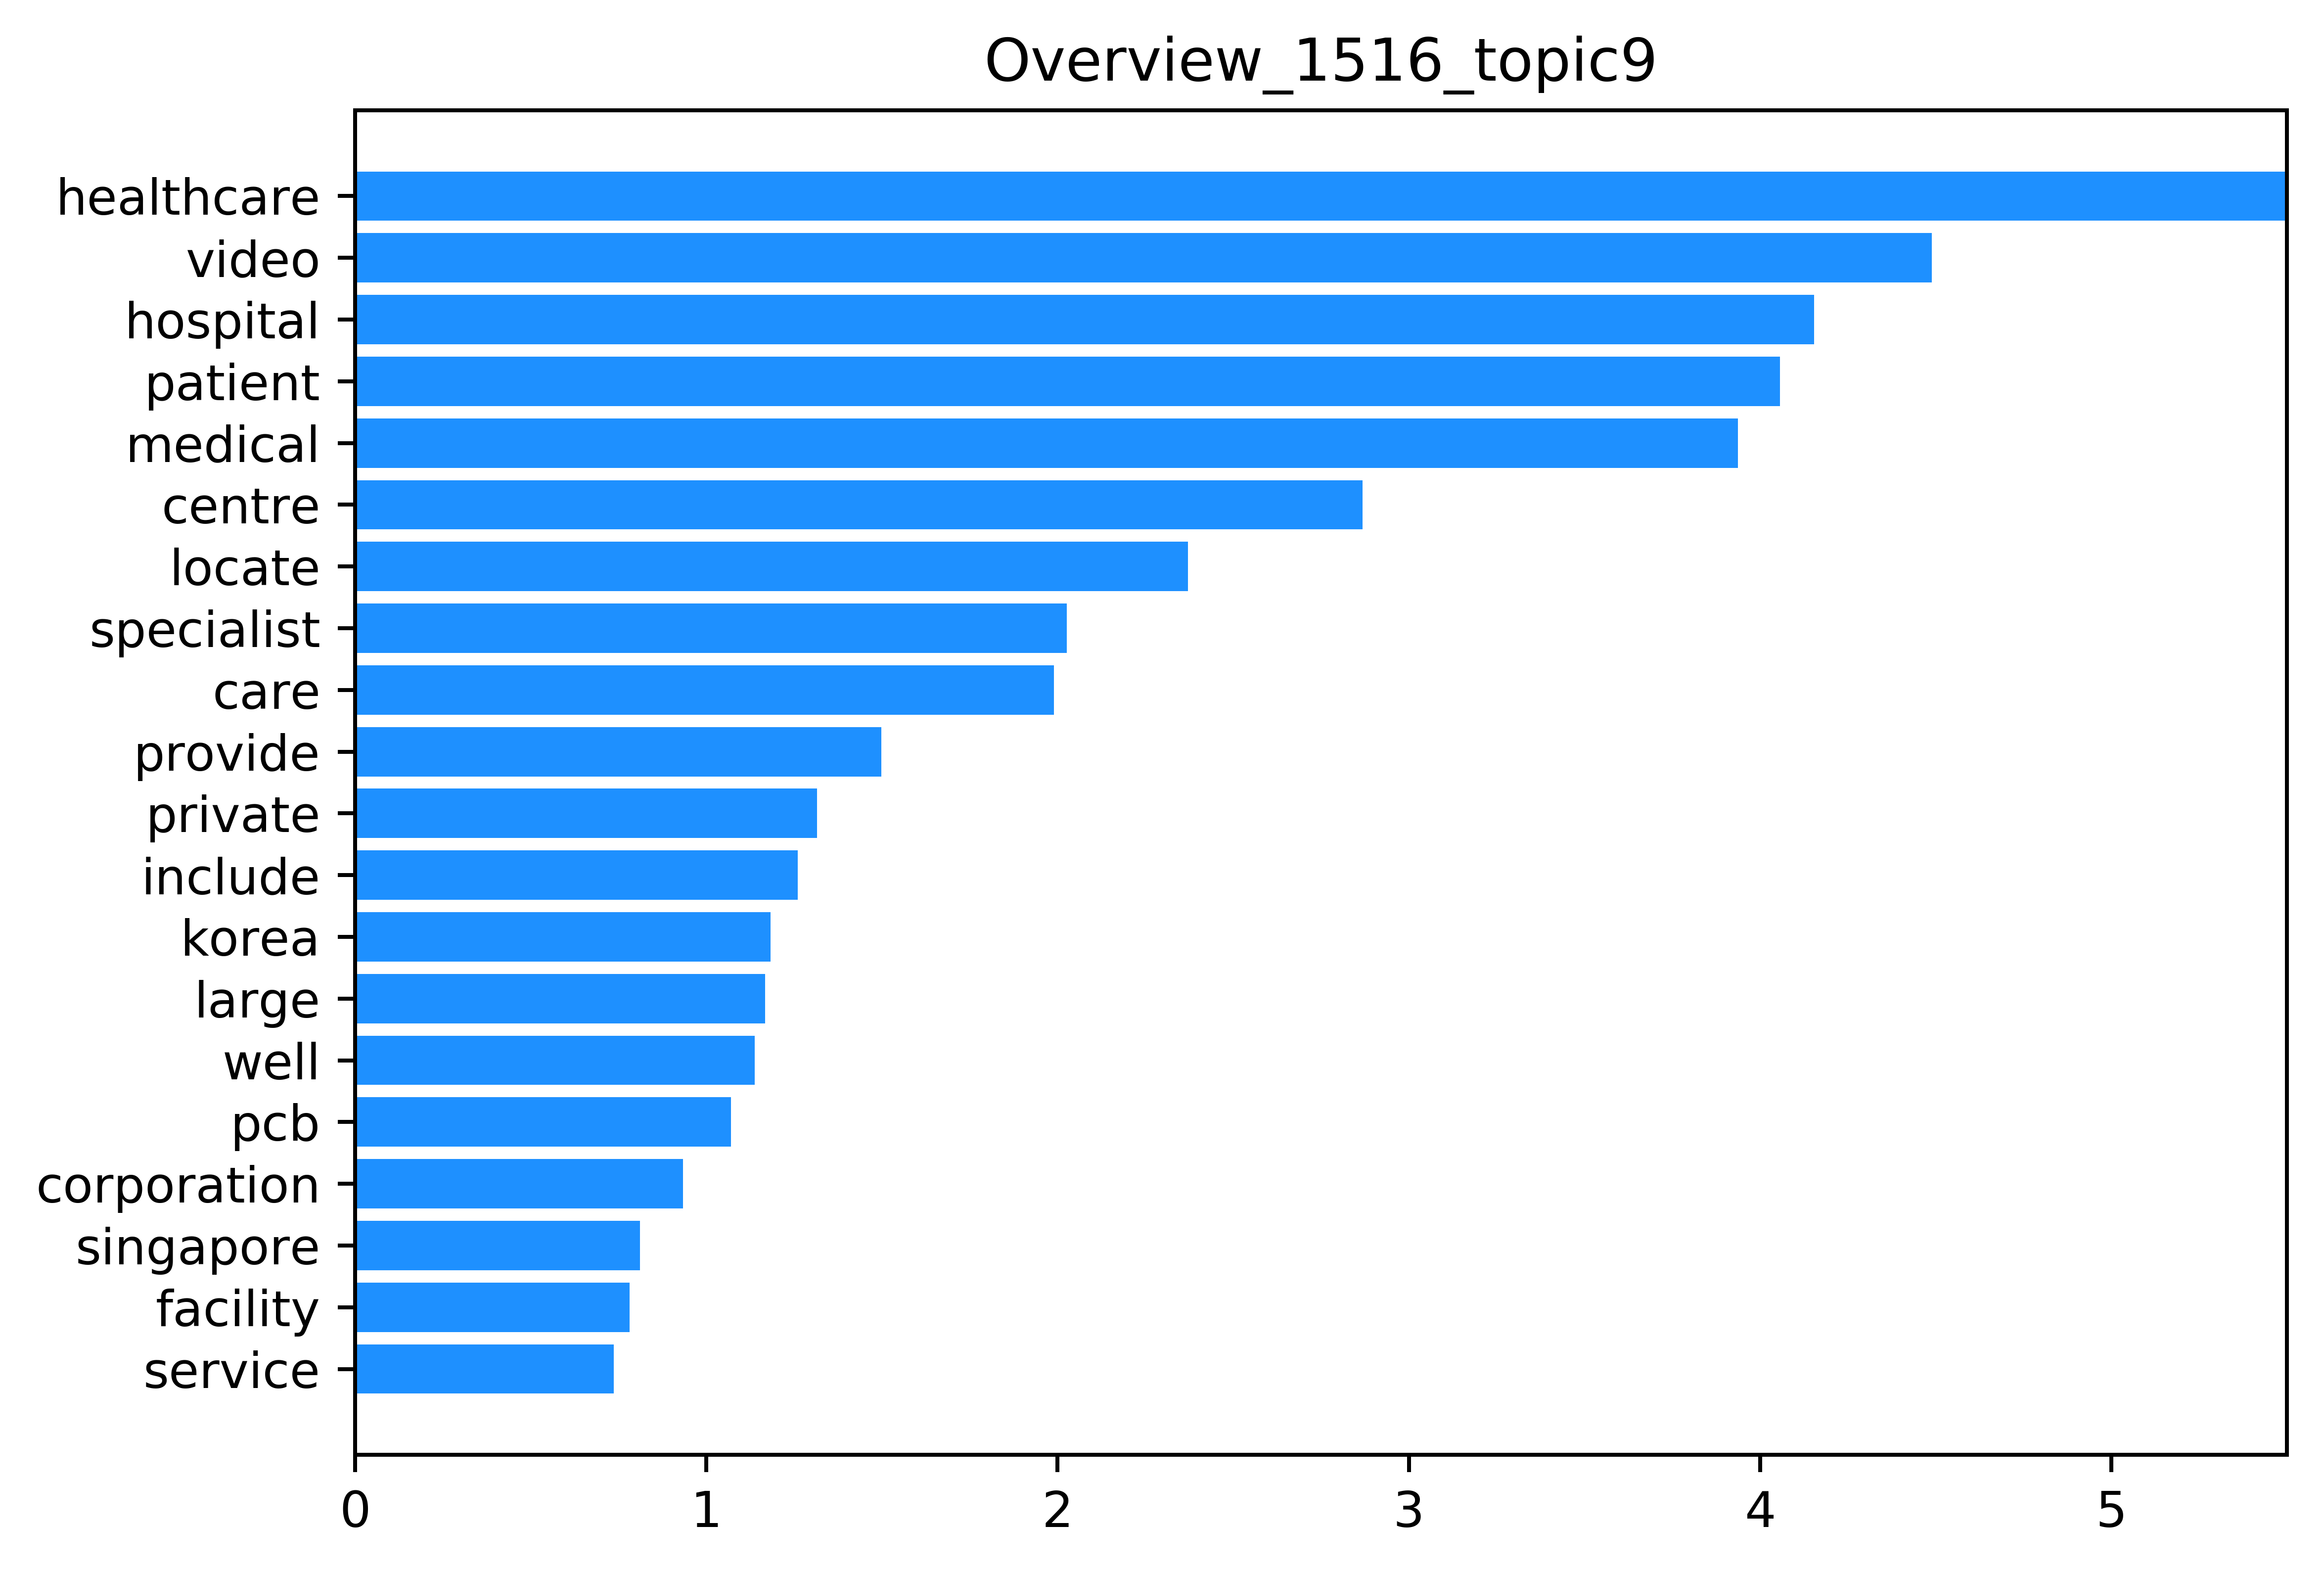 Overview_1516_topic9
healthcare
video
hospital
patient
medical
centre
locate
specialist
care
provide
private
include
korea
large
well
pcb
corporation
singapore
facility
service
0 1 2 3 4 5